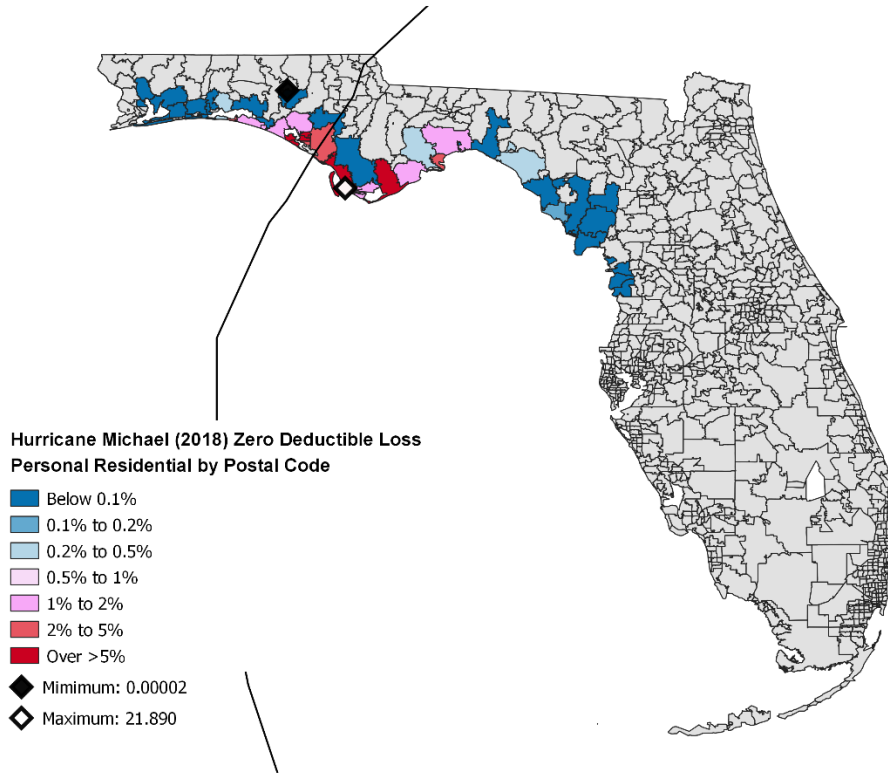 Hurricane Michael (2018) Zero Deductible Loss
Personal Residential by Postal Code
Below 0.1%
0.1% to 0.2%
0.2% to 0.5%
0.5% to 1%
1% to 2%
2% to 5%
Over >5%
Mimimum: 0.00002
Maximum: 21.890